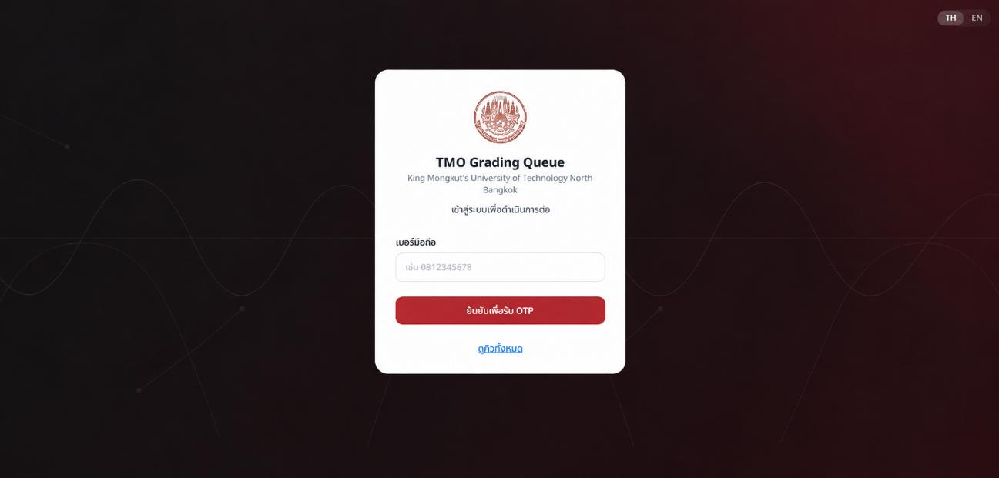 TH EN
TMO Grading Queue
King Mongkut's University of Technology North
Bangkok
เข้าสู่ระบบเพื่อดำเนินการต่อ
เบอร์มือถือ
เช่น 0812345678
ยืนยันเพื่อรับ OTP
ดูคิวทั้งหมด